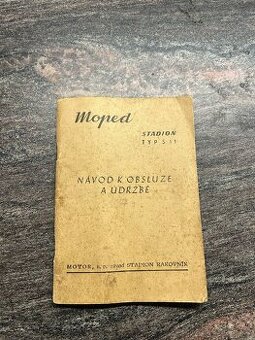 Moped
STADION
TYP S 11
NÁVOD K OBSLUZE
A ÚDRŽBĚ
MOTOR, n. p. závod STADION RAKOVNÍK